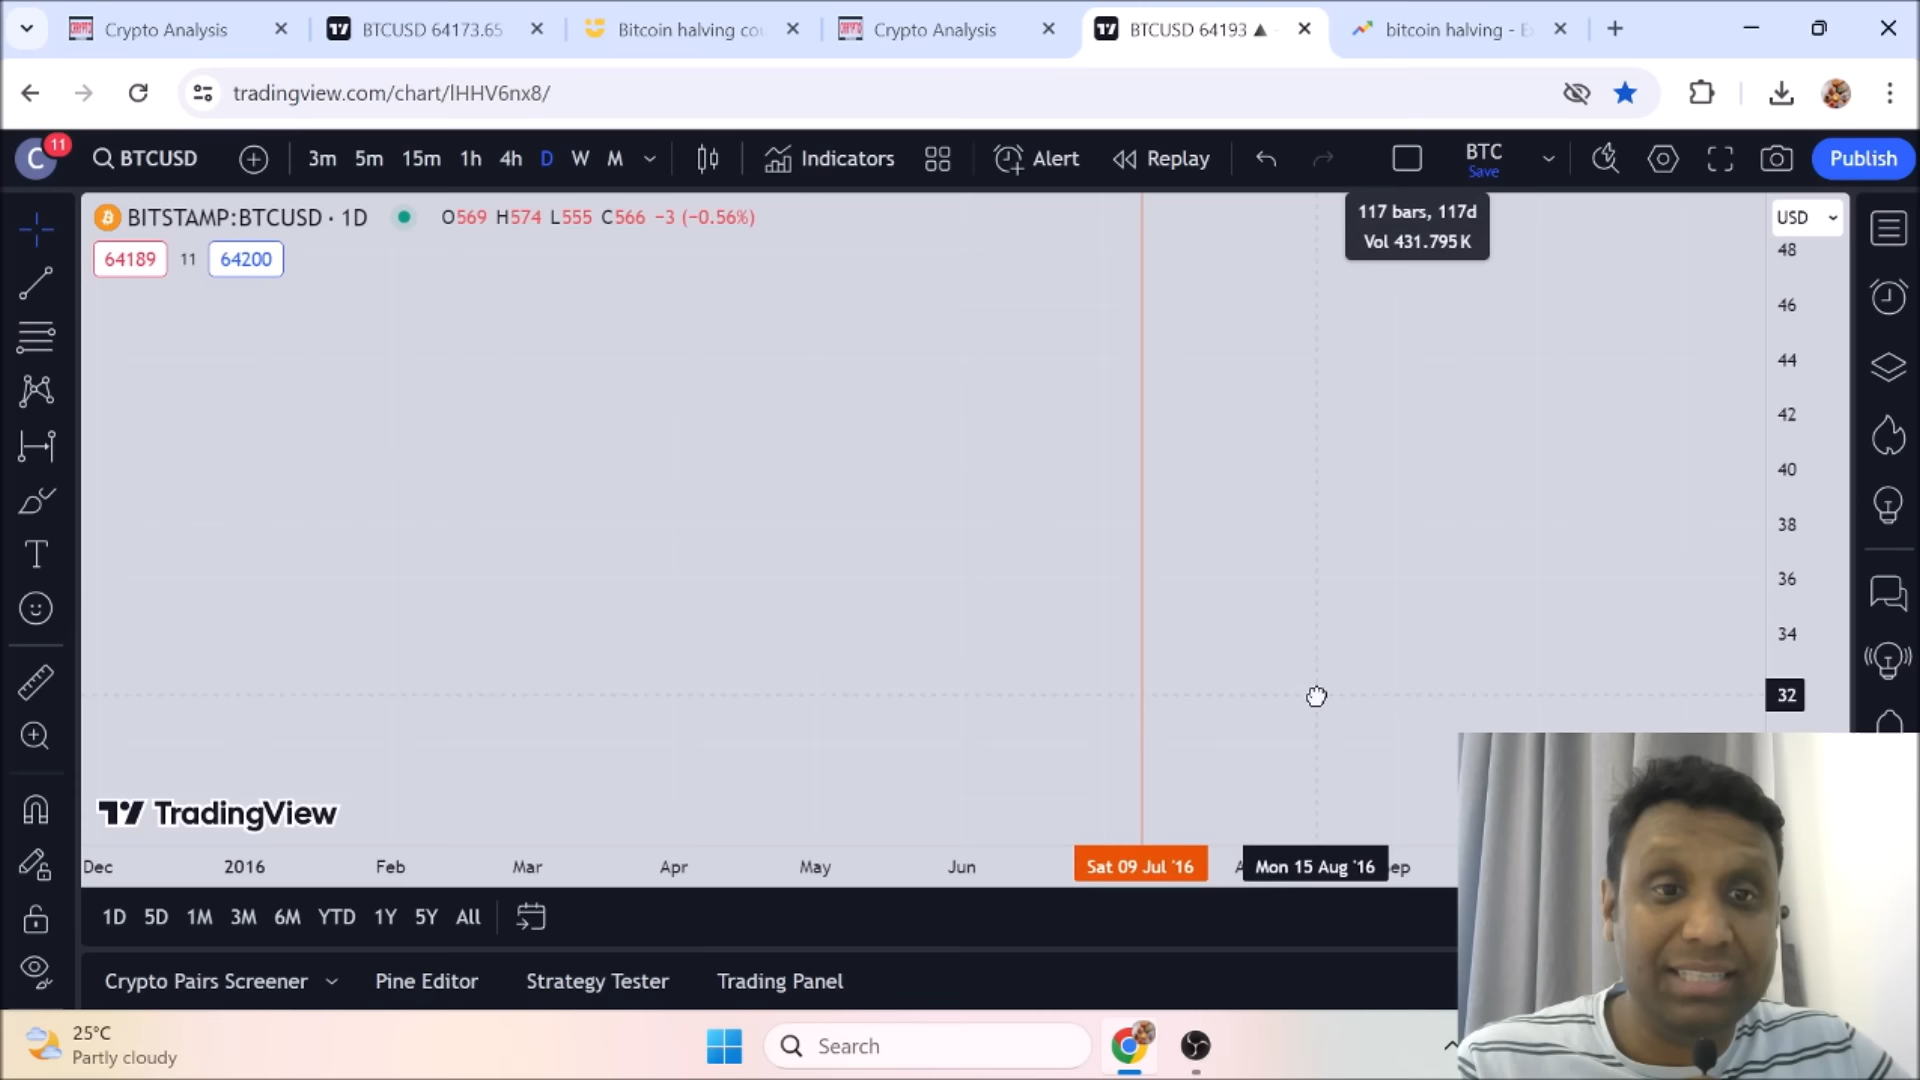 Crypto Analysis
BTCUSD 64173.65
Bitcoin halving cou
Crypto Analysis
BTCUSD 64193 ▲
bitcoin halving - E
tradingview.com/chart/lHHV6nx8/
C
11
BTCUSD
3m 5m 15m 1h 4h D W M
Indicators
Alert
Replay
BTC
Save
Publish
BITSTAMP:BTCUSD · 1D
O569 H574 L555 C566 −3 (−0.56%)
64189 11 64200
117 bars, 117d
Vol 431.795K
USD
48
46
44
42
40
38
36
34
32
TradingView
Dec 2016 Feb Mar Apr May Jun Sat 09 Jul '16 Mon 15 Aug '16 ep
1D 5D 1M 3M 6M YTD 1Y 5Y All
Crypto Pairs Screener Pine Editor Strategy Tester Trading Panel
25°C
Partly cloudy
Search